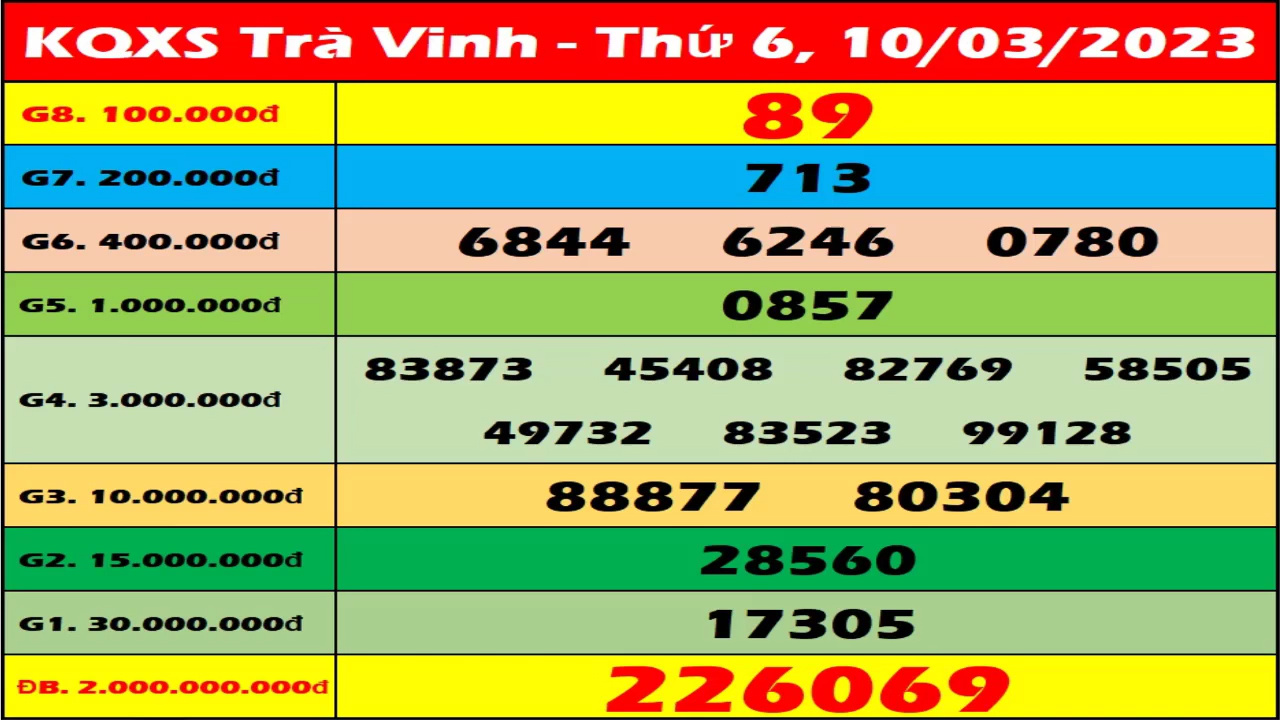 KQXS Trà Vinh - Thứ 6, 10/03/2023
G8. 100.000đ 89
G7. 200.000đ 713
G6. 400.000đ 6844 6246 0780
G5. 1.000.000đ 0857
G4. 3.000.000đ 83873 45408 82769 58505
49732 83523 99128
G3. 10.000.000đ 88877 80304
G2. 15.000.000đ 28560
G1. 30.000.000đ 17305
ĐB. 2.000.000.000đ 226069